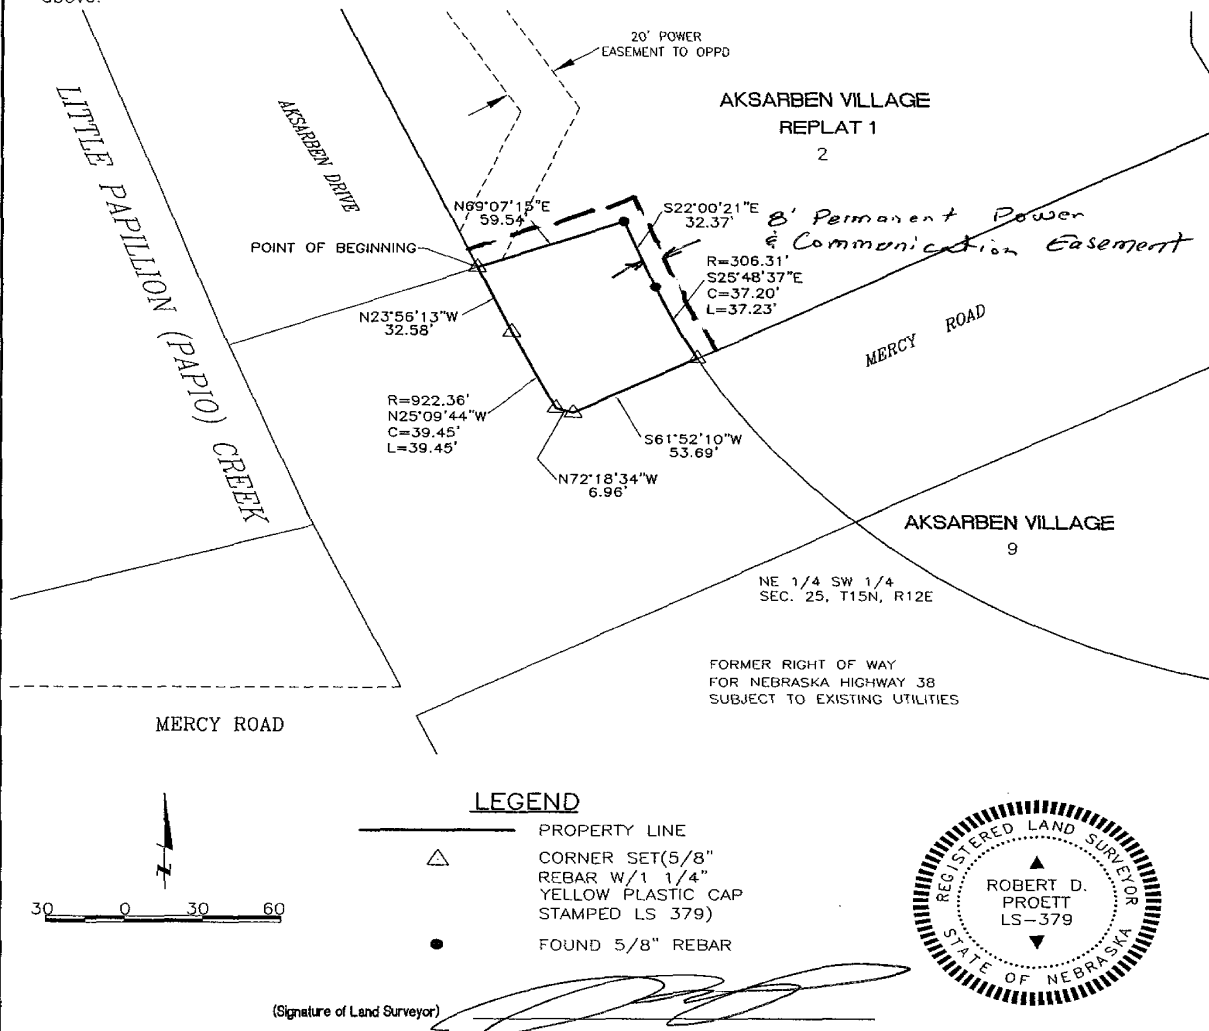 above.
20' POWER
EASEMENT TO OPPD
AKSARBEN VILLAGE
REPLAT 1
2
LITTLE PAPILLION (PAPIO) CREEK
AKSARBEN DRIVE
N69°07'15"E
59.54'
S22°00'21"E
32.37'
8' Permanent Power
& Communication Easement
POINT OF BEGINNING
R=306.31'
S25°48'37"E
C=37.20'
L=37.23'
N23°56'13"W
32.58'
MERCY ROAD
R=922.36'
N25°09'44"W
C=39.45'
L=39.45'
S61°52'10"W
53.69'
N72°18'34"W
6.96'
AKSARBEN VILLAGE
9
NE 1/4 SW 1/4
SEC. 25, T15N, R12E
FORMER RIGHT OF WAY
FOR NEBRASKA HIGHWAY 38
SUBJECT TO EXISTING UTILITIES
MERCY ROAD
N
30 0 30 60
LEGEND
PROPERTY LINE
CORNER SET(5/8"
REBAR W/1 1/4"
YELLOW PLASTIC CAP
STAMPED LS 379)
FOUND 5/8" REBAR
REGISTERED LAND SURVEYOR
ROBERT D.
PROETT
LS-379
STATE OF NEBRASKA
(Signature of Land Surveyor)